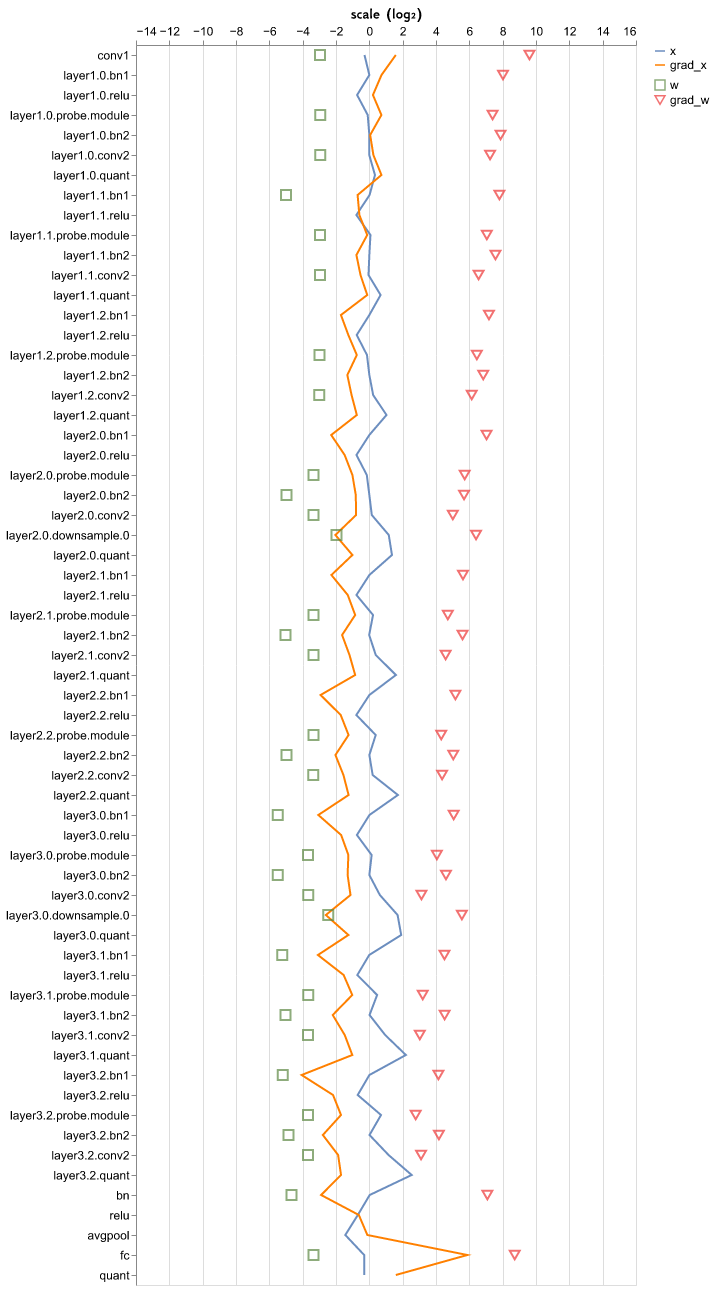 scale (log₂)
−14 −12 −10 −8 −6 −4 −2 0 2 4 6 8 10 12 14 16
x
grad_x
w
grad_w
conv1
layer1.0.bn1
layer1.0.relu
layer1.0.probe.module
layer1.0.bn2
layer1.0.conv2
layer1.0.quant
layer1.1.bn1
layer1.1.relu
layer1.1.probe.module
layer1.1.bn2
layer1.1.conv2
layer1.1.quant
layer1.2.bn1
layer1.2.relu
layer1.2.probe.module
layer1.2.bn2
layer1.2.conv2
layer1.2.quant
layer2.0.bn1
layer2.0.relu
layer2.0.probe.module
layer2.0.bn2
layer2.0.conv2
layer2.0.downsample.0
layer2.0.quant
layer2.1.bn1
layer2.1.relu
layer2.1.probe.module
layer2.1.bn2
layer2.1.conv2
layer2.1.quant
layer2.2.bn1
layer2.2.relu
layer2.2.probe.module
layer2.2.bn2
layer2.2.conv2
layer2.2.quant
layer3.0.bn1
layer3.0.relu
layer3.0.probe.module
layer3.0.bn2
layer3.0.conv2
layer3.0.downsample.0
layer3.0.quant
layer3.1.bn1
layer3.1.relu
layer3.1.probe.module
layer3.1.bn2
layer3.1.conv2
layer3.1.quant
layer3.2.bn1
layer3.2.relu
layer3.2.probe.module
layer3.2.bn2
layer3.2.conv2
layer3.2.quant
bn
relu
avgpool
fc
quant